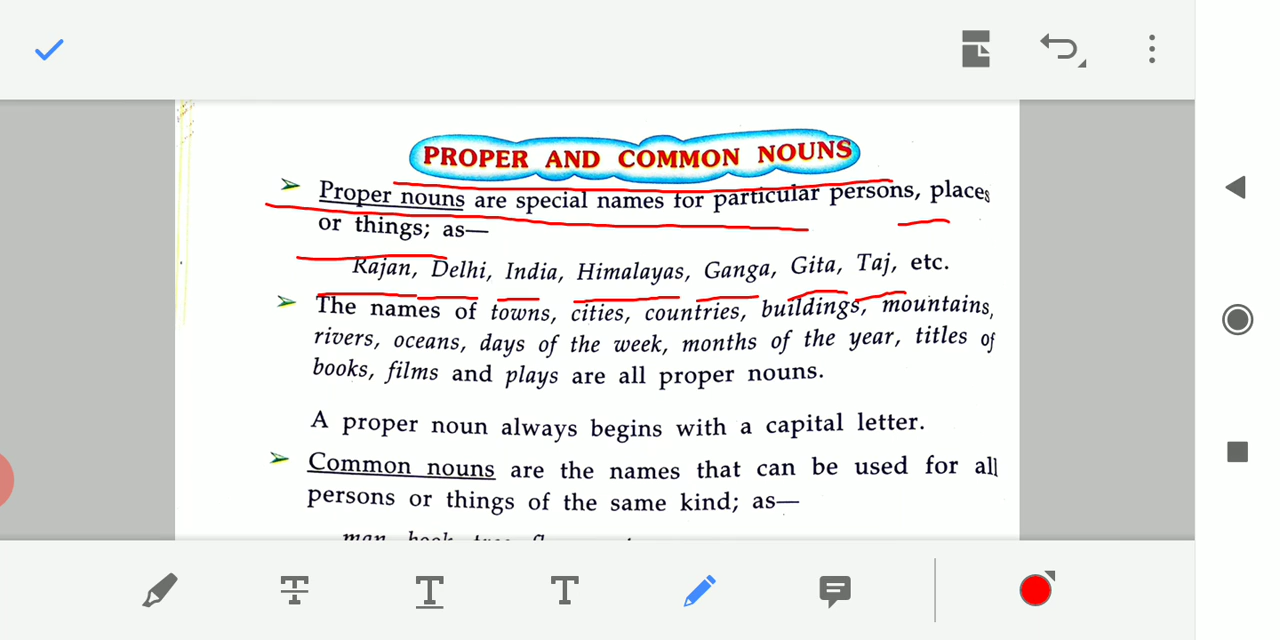 PROPER AND COMMON NOUNS
➢ Proper nouns are special names for particular persons, places
or things; as—
Rajan, Delhi, India, Himalayas, Ganga, Gita, Taj, etc.
➢ The names of towns, cities, countries, buildings, mountains,
rivers, oceans, days of the week, months of the year, titles of
books, films and plays are all proper nouns.
A proper noun always begins with a capital letter.
➢ Common nouns are the names that can be used for all
persons or things of the same kind; as—
man, book, tree,
T T T